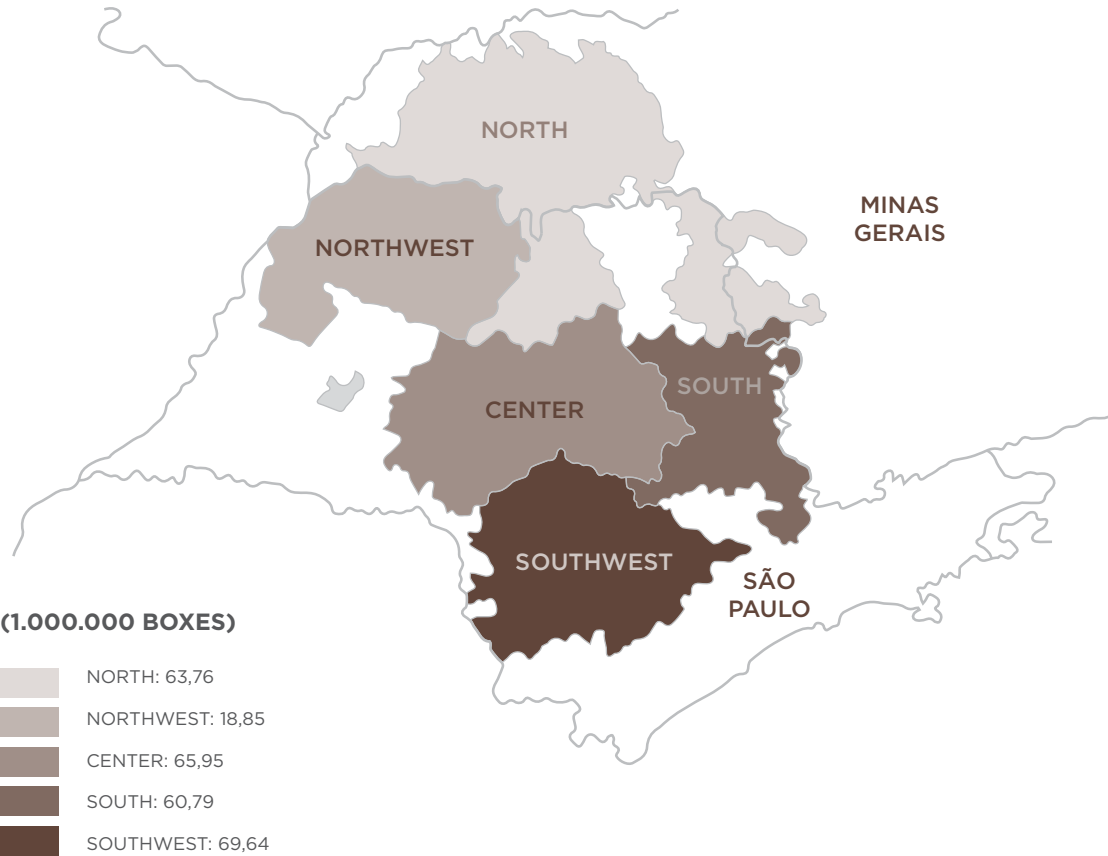 NORTH
MINAS
GERAIS
NORTHWEST
SOUTH
CENTER
SOUTHWEST
SÃO
PAULO
(1.000.000 BOXES)
NORTH: 63,76
NORTHWEST: 18,85
CENTER: 65,95
SOUTH: 60,79
SOUTHWEST: 69,64